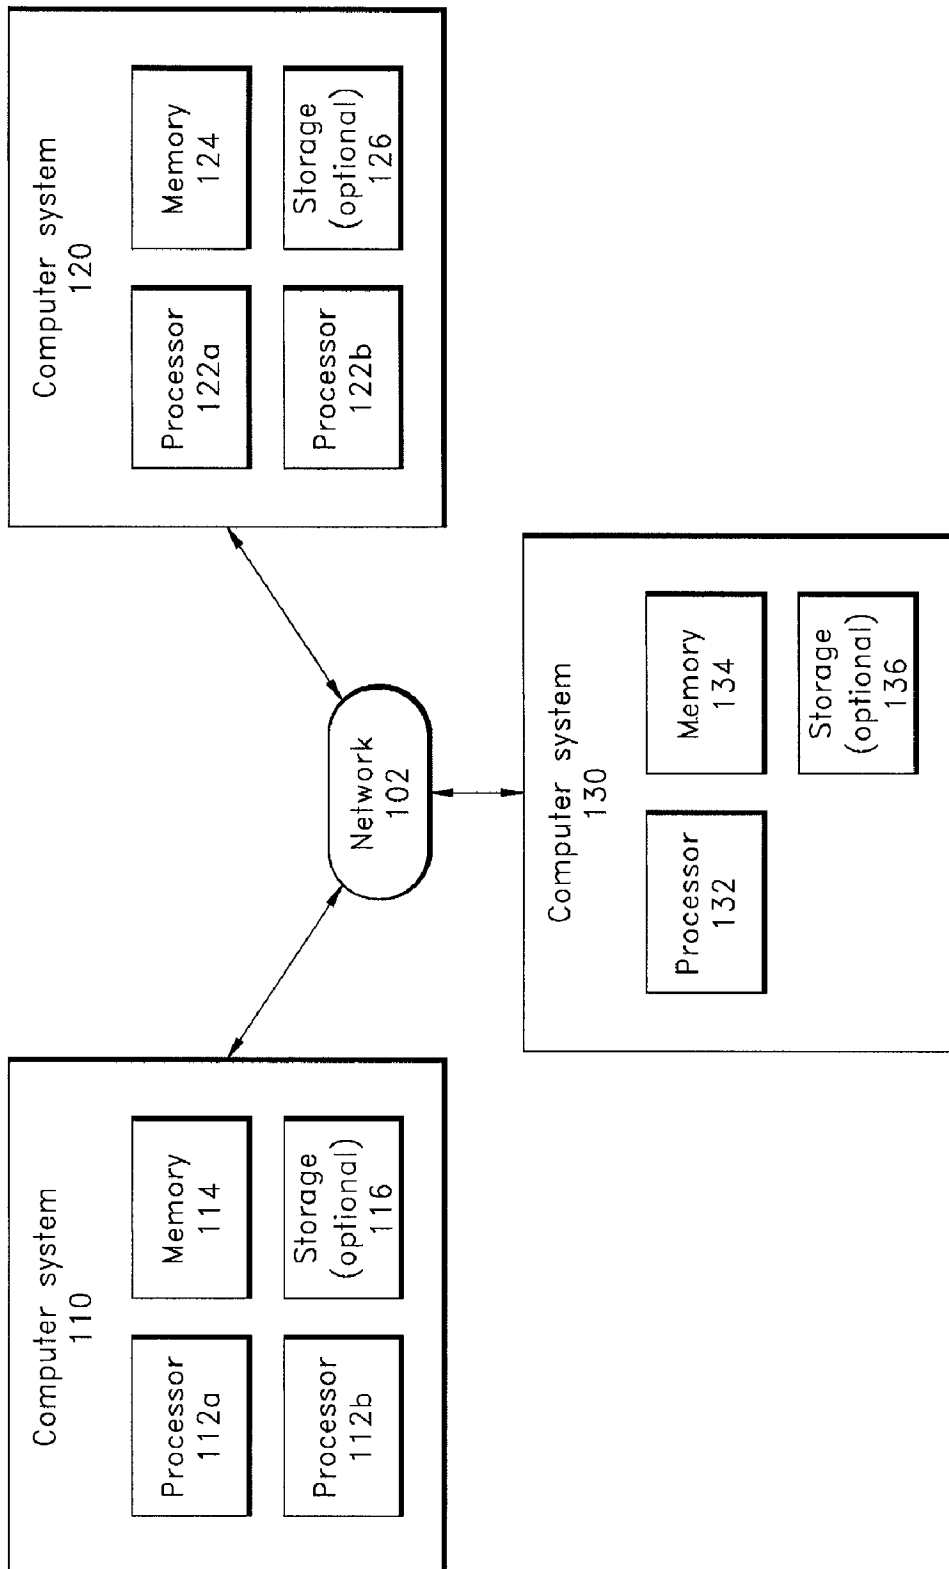 Computer system
110
Processor
112a
Memory
114
Processor
112b
Storage
(optional)
116
Network
102
Computer system
120
Processor
122a
Memory
124
Processor
122b
Storage
(optional)
126
Computer system
130
Processor
132
Memory
134
Storage
(optional)
136